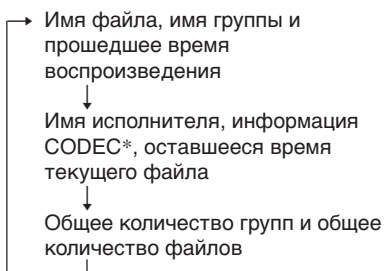 Имя файла, имя группы и
прошедшее время
воспроизведения
Имя исполнителя, информация
CODEC*, оставшееся время
текущего файла
Общее количество групп и общее
количество файлов